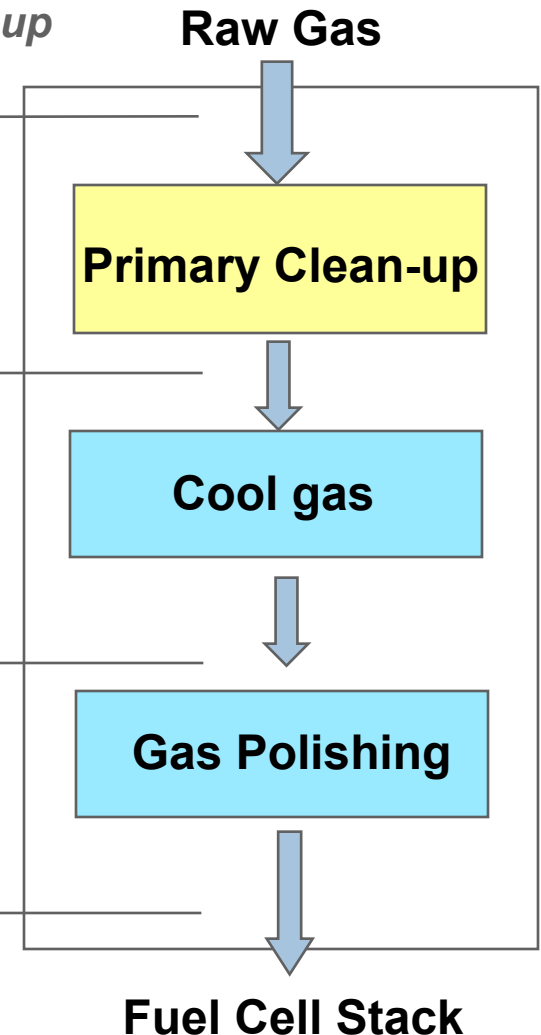 up
Raw Gas
Primary Clean-up
Cool gas
Gas Polishing
Fuel Cell Stack